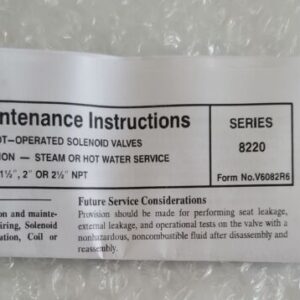 ntenance Instructions
SERIES
OT–OPERATED SOLENOID VALVES
8220
ION — STEAM OR HOT WATER SERVICE
1½", 2" OR 2½" NPT
Form No.V6082R6
Future Service Considerations
on and mainte-
Provision should be made for performing seat leakage,
iring, Solenoid
external leakage, and operational tests on the valve with a
ation, Coil or
nonhazardous, noncombustible fluid after disassembly and
reassembly.